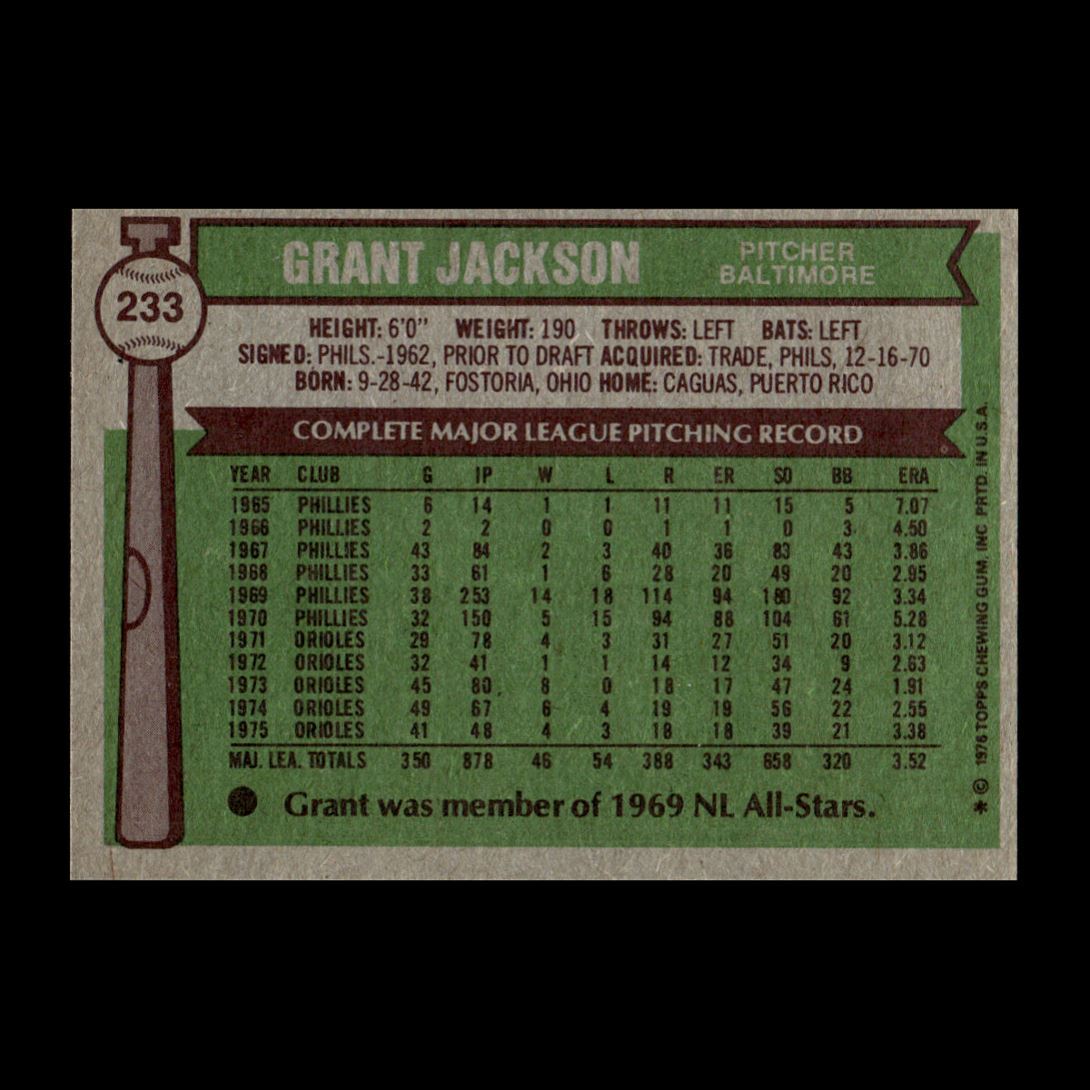 233
GRANT JACKSON
PITCHER
BALTIMORE
HEIGHT: 6'0" WEIGHT: 190 THROWS: LEFT BATS: LEFT
SIGNED: PHILS.-1962, PRIOR TO DRAFT ACQUIRED: TRADE, PHILS, 12-16-70
BORN: 9-28-42, FOSTORIA, OHIO HOME: CAGUAS, PUERTO RICO
COMPLETE MAJOR LEAGUE PITCHING RECORD
YEAR CLUB G IP W L R ER SO BB ERA
1965 PHILLIES 6 14 1 1 11 11 15 5 7.07
1966 PHILLIES 2 2 0 0 1 1 0 3 4.50
1967 PHILLIES 43 84 2 3 40 36 83 43 3.86
1968 PHILLIES 33 61 1 6 28 20 49 20 2.95
1969 PHILLIES 38 253 14 18 114 94 180 92 3.34
1970 PHILLIES 32 150 5 15 94 88 104 61 5.28
1971 ORIOLES 29 78 4 3 31 27 51 20 3.12
1972 ORIOLES 32 41 1 1 14 12 34 9 2.63
1973 ORIOLES 45 80 8 0 18 17 47 24 1.91
1974 ORIOLES 49 67 6 4 19 19 56 22 2.55
1975 ORIOLES 41 48 4 3 18 18 39 21 3.38
MAJ. LEA. TOTALS 350 878 46 54 388 343 658 320 3.52
● Grant was member of 1969 NL All-Stars.
* © 1976 TOPPS CHEWING GUM, INC PRTD. IN U.S.A.